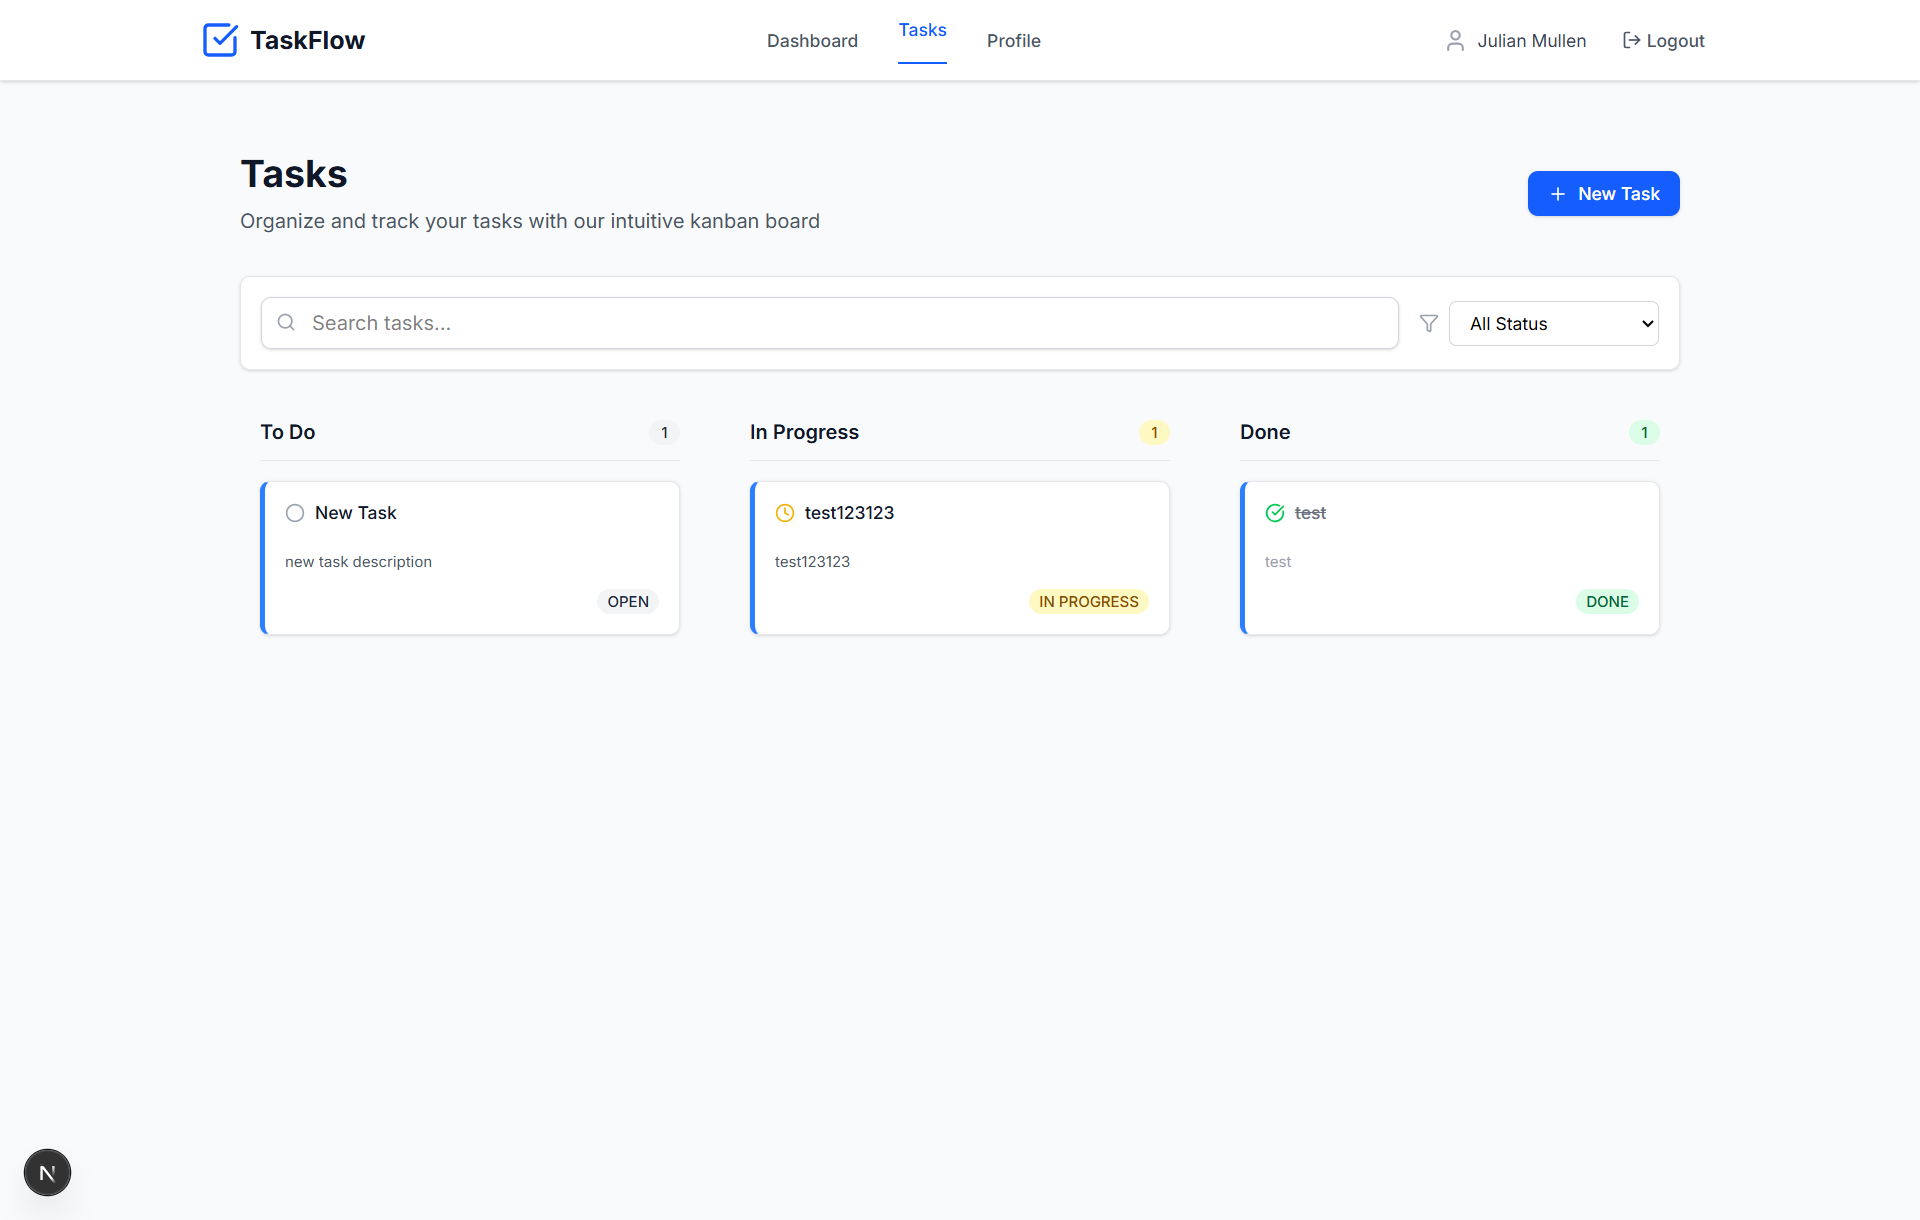 TaskFlow
Dashboard
Tasks
Profile
Julian Mullen
Logout
Tasks
Organize and track your tasks with our intuitive kanban board
New Task
Search tasks...
All Status
To Do
1
In Progress
1
Done
1
New Task
new task description
OPEN
test123123
test123123
IN PROGRESS
test
test
DONE
N